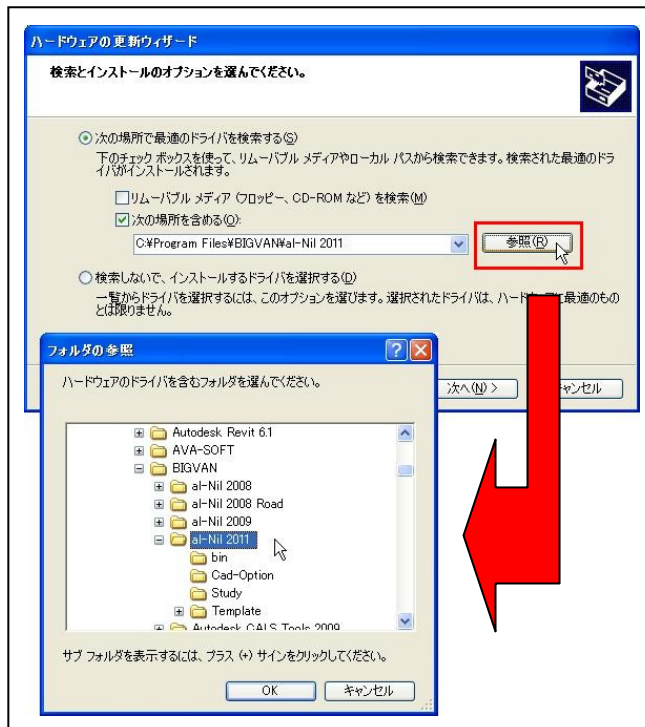 ハードウェアの更新ウィザード
検索とインストールのオプションを選んでください。
次の場所で最適のドライバを検索する(S)
下のチェック ボックスを使って、リムーバブル メディアやローカル パスから検索できます。検索された最適のドラ
イバがインストールされます。
リムーバブル メディア (フロッピー、CD-ROM など) を検索(M)
次の場所を含める(O):
C:¥Program Files¥BIGVAN¥al-Nil 2011
参照(R)
検索しないで、インストールするドライバを選択する(D)
一覧からドライバを選択するには、このオプションを選びます。選択されたドライバは、ハードウェアに最適のもの
とは限りません。
次へ(N) >
キャンセル
フォルダの参照
ハードウェアのドライバを含むフォルダを選んでください。
Autodesk Revit 6.1
AVA-SOFT
BIGVAN
al-Nil 2008
al-Nil 2008 Road
al-Nil 2009
al-Nil 2011
bin
Cad-Option
Study
Template
Autodesk CALS Tools 2009
サブ フォルダを表示するには、プラス (+) サインをクリックしてください。
OK
キャンセル